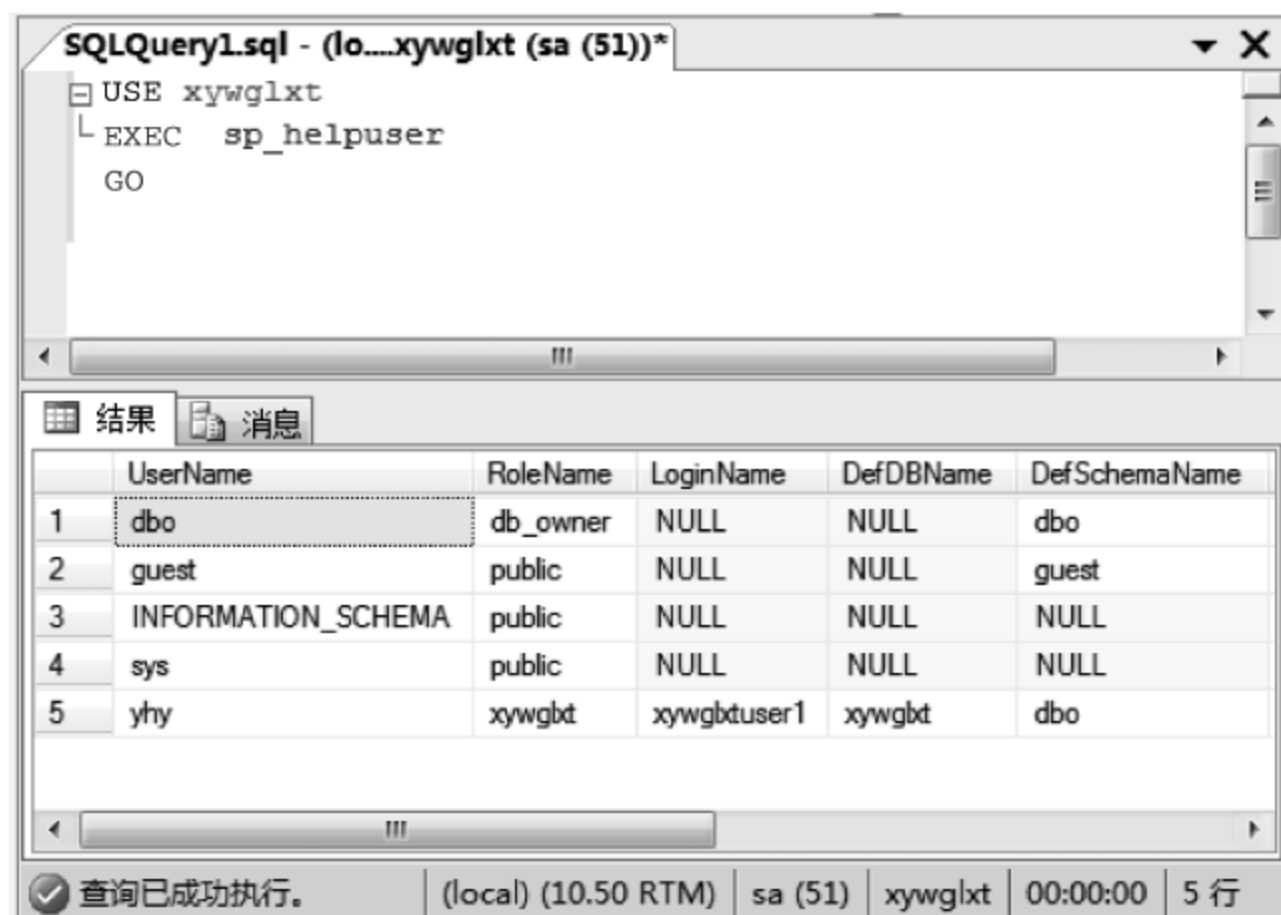 SQLQuery1.sql - (lo....xywglxt (sa (51))*
USE xywglxt
EXEC sp_helpuser
GO
结果 消息
UserName RoleName LoginName DefDBName DefSchemaName
1 dbo db_owner NULL NULL dbo
2 guest public NULL NULL guest
3 INFORMATION_SCHEMA public NULL NULL NULL
4 sys public NULL NULL NULL
5 yhy xywglxt xywglxtuser1 xywglxt dbo
查询已成功执行。 (local) (10.50 RTM) sa (51) xywglxt 00:00:00 5 行